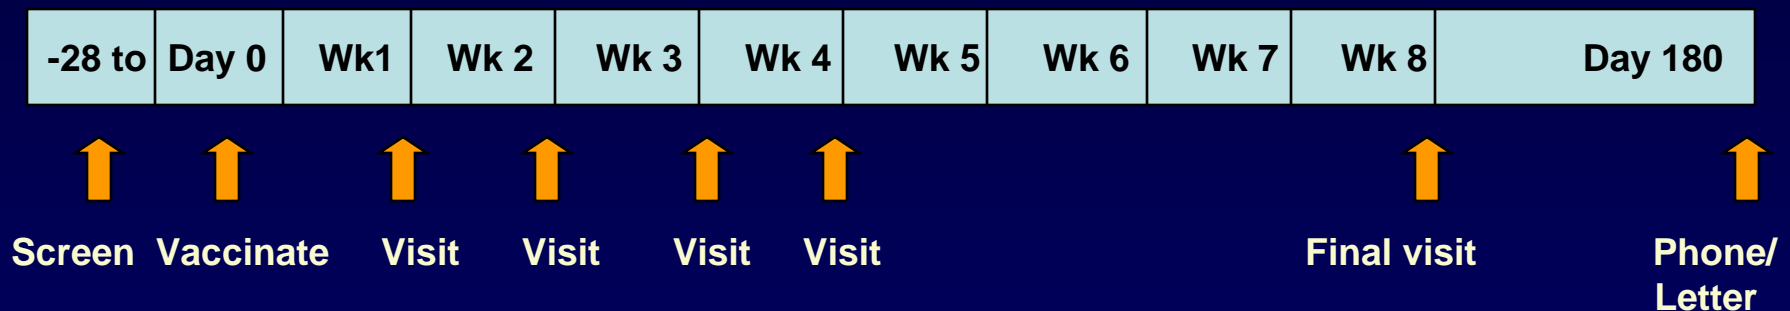 -28 to Day 0 Wk1 Wk 2 Wk 3 Wk 4 Wk 5 Wk 6 Wk 7 Wk 8 Day 180
Screen Vaccinate Visit Visit Visit Visit Final visit Phone/
Letter